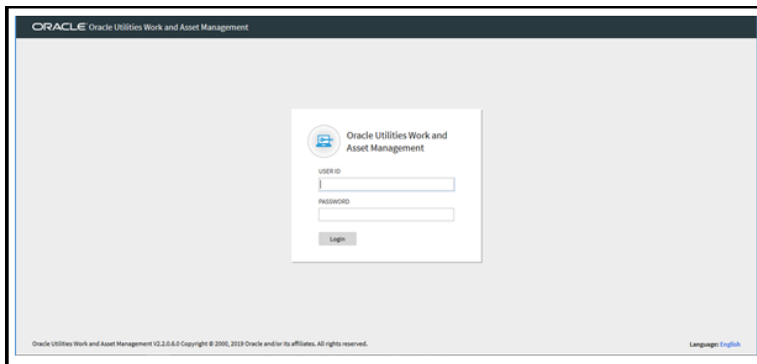 ORACLE Oracle Utilities Work and Asset Management
Oracle Utilities Work and
Asset Management
USER ID
PASSWORD
Login
Oracle Utilities Work and Asset Management V2.2.0.6.0 Copyright © 2000, 2019 Oracle and/or its affiliates. All rights reserved.
Language: English